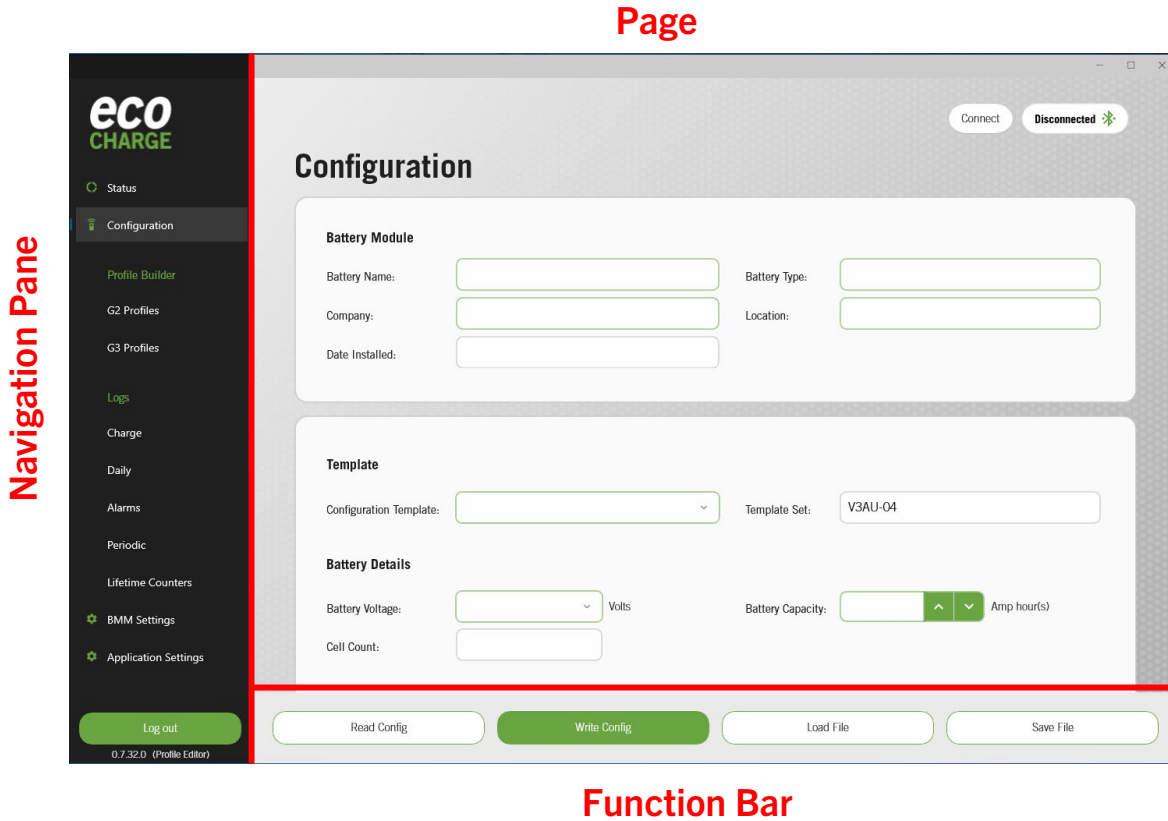 Page
Navigation Pane
eco
CHARGE
Status
Configuration
Profile Builder
G2 Profiles
G3 Profiles
Logs
Charge
Daily
Alarms
Periodic
Lifetime Counters
BMM Settings
Application Settings
Log out
0.7.32.0 (Profile Editor)
Connect Disconnected
Configuration
Battery Module
Battery Name: Battery Type:
Company: Location:
Date Installed:
Template
Configuration Template: Template Set: V3AU-04
Battery Details
Battery Voltage: Volts Battery Capacity: Amp hour(s)
Cell Count:
Read Config Write Config Load File Save File
Function Bar